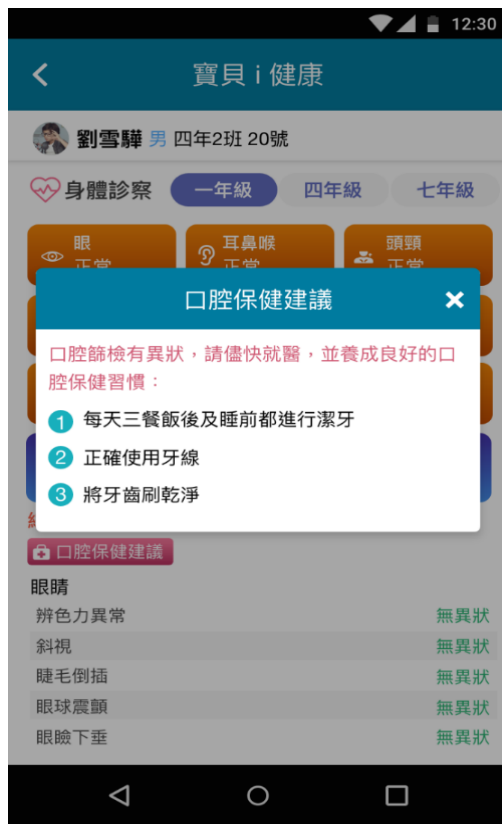 12:30
寶貝 i 健康
劉雪驊 男 四年2班 20號
身體診察 一年級 四年級 七年級
眼 耳鼻喉 頭頸
正常 正常 正常
口腔保健建議
口腔篩檢有異狀，請儘快就醫，並養成良好的口
腔保健習慣：
1 每天三餐飯後及睡前都進行潔牙
2 正確使用牙線
3 將牙齒刷乾淨
口腔保健建議
眼睛
辨色力異常 無異狀
斜視 無異狀
睫毛倒插 無異狀
眼球震顫 無異狀
眼瞼下垂 無異狀